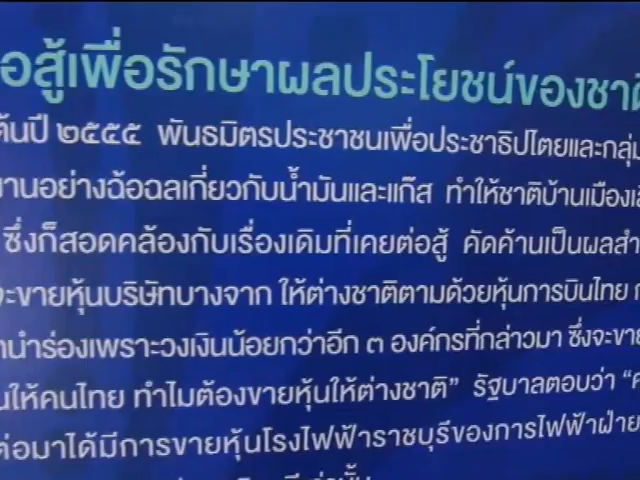 อสู้เพื่อรักษาผลประโยชน์ของชาติ
ต้นปี ๒๕๕๕ พันธมิตรประชาชนเพื่อประชาธิปไตยและกลุ่ม
งานอย่างฉ้อฉลเกี่ยวกับน้ำมันและแก๊ส ทำให้ชาติบ้านเมืองเ
ซึ่งก็สอดคล้องกับเรื่องเดิมที่เคยต่อสู้ คัดค้านเป็นผลสำ
จะขายหุ้นบริษัทบางจาก ให้ต่างชาติตามด้วยหุ้นการบินไทย ก
านำร่องเพราะวงเงินน้อยกว่าอีก ๓ องค์กรที่กล่าวมา ซึ่งจะขาย
นให้คนไทย ทำไมต้องขายหุ้นให้ต่างชาติ” รัฐบาลตอบว่า “ค
ต่อมาได้มีการขายหุ้นโรงไฟฟ้าราชบุรีของการไฟฟ้าฝ่าย